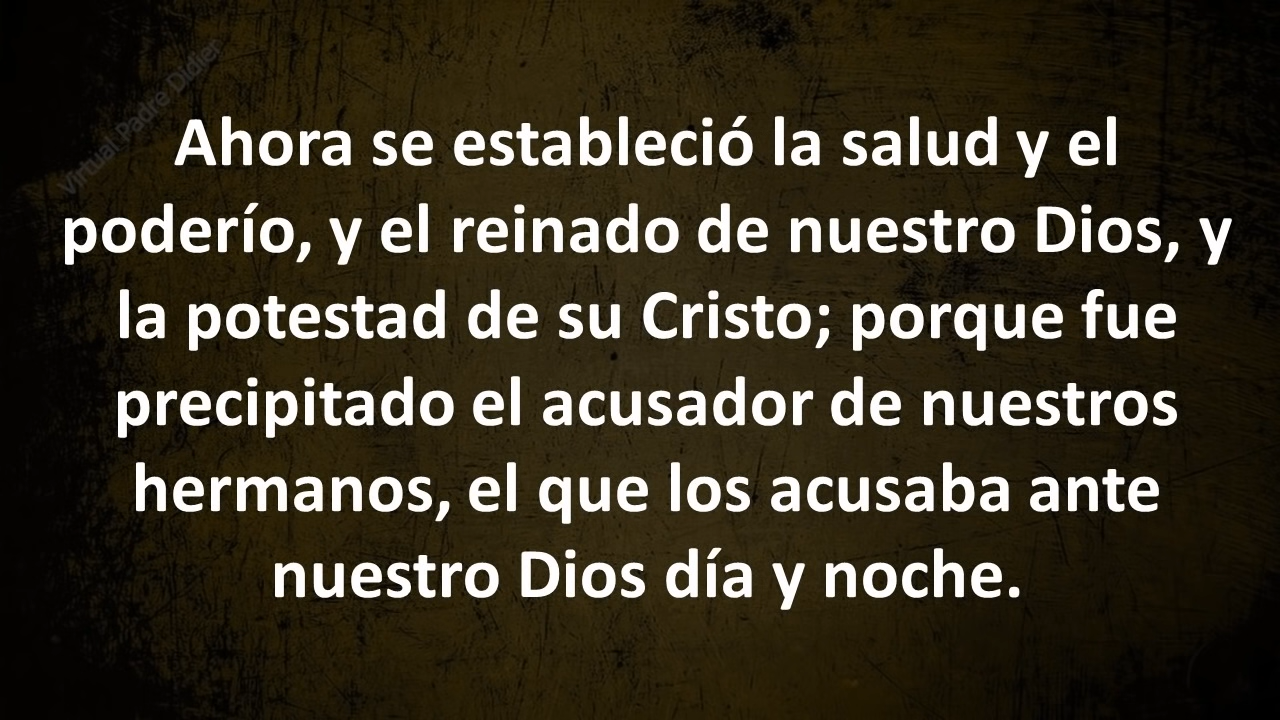 Virtual Padre Didier
Ahora se estableció la salud y el
poderío, y el reinado de nuestro Dios, y
la potestad de su Cristo; porque fue
precipitado el acusador de nuestros
hermanos, el que los acusaba ante
nuestro Dios día y noche.